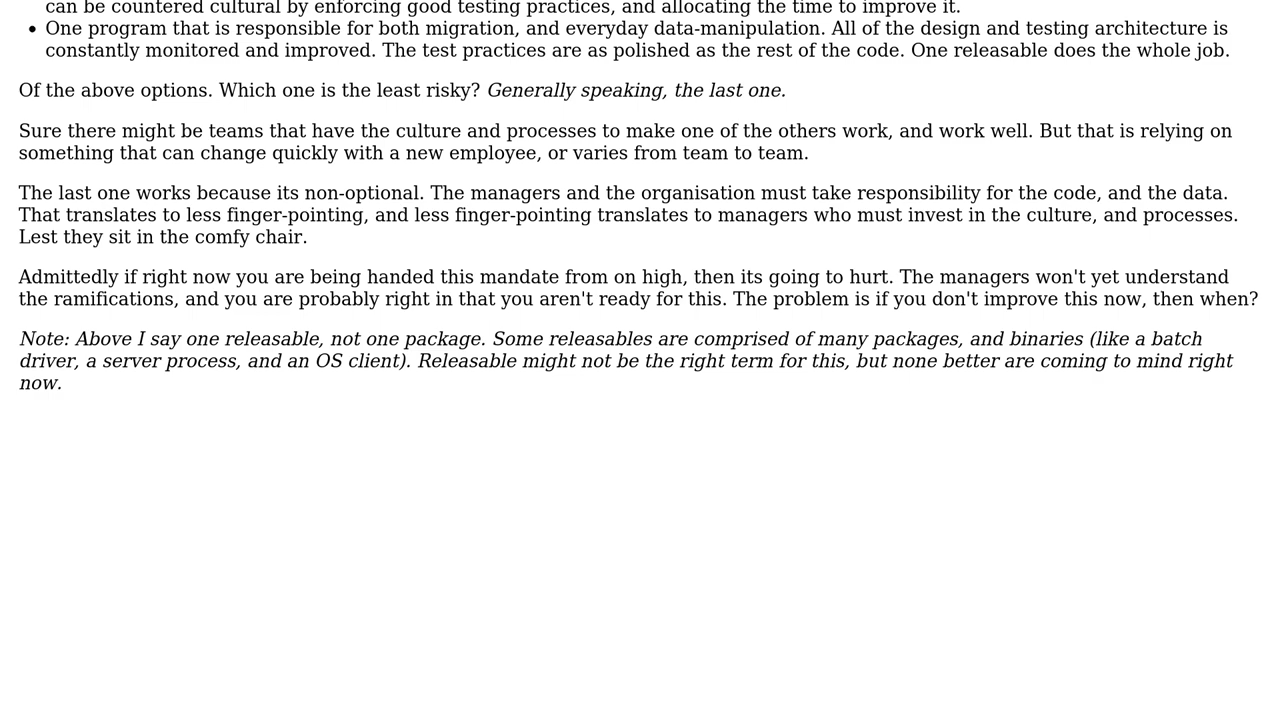 can be countered cultural by enforcing good testing practices, and allocating the time to improve it.
• One program that is responsible for both migration, and everyday data-manipulation. All of the design and testing architecture is
constantly monitored and improved. The test practices are as polished as the rest of the code. One releasable does the whole job.
Of the above options. Which one is the least risky? Generally speaking, the last one.
Sure there might be teams that have the culture and processes to make one of the others work, and work well. But that is relying on
something that can change quickly with a new employee, or varies from team to team.
The last one works because its non-optional. The managers and the organisation must take responsibility for the code, and the data.
That translates to less finger-pointing, and less finger-pointing translates to managers who must invest in the culture, and processes.
Lest they sit in the comfy chair.
Admittedly if right now you are being handed this mandate from on high, then its going to hurt. The managers won't yet understand
the ramifications, and you are probably right in that you aren't ready for this. The problem is if you don't improve this now, then when?
Note: Above I say one releasable, not one package. Some releasables are comprised of many packages, and binaries (like a batch
driver, a server process, and an OS client). Releasable might not be the right term for this, but none better are coming to mind right
now.